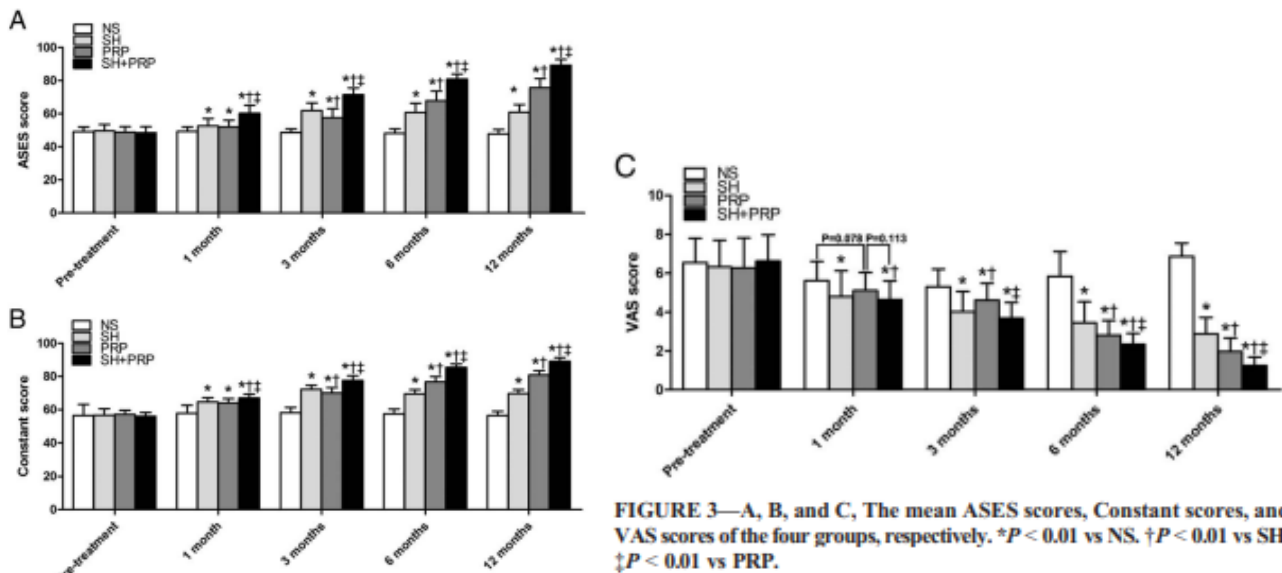 A
NS
SH
PRP
SH+PRP
ASES score
100
80
60
40
20
0
* * *†‡
* *† *†‡
* *† *†‡
* *† *†‡
Pre-treatment
1 month
3 months
6 months
12 months
B
NS
SH
PRP
SH+PRP
Constant score
100
80
60
40
20
0
* * *†‡
* *† *†‡
* *† *†‡
* *† *†‡
Pre-treatment
1 month
3 months
6 months
12 months
C
NS
SH
PRP
SH+PRP
VAS score
8
6
4
2
0
P=0.078 P=0.113
* *†
* *† *‡
* *† *†‡
* *† *†‡
Pre-treatment
1 month
3 months
6 months
12 months
FIGURE 3—A, B, and C, The mean ASES scores, Constant scores, and
VAS scores of the four groups, respectively. *P < 0.01 vs NS. †P < 0.01 vs SH
‡P < 0.01 vs PRP.